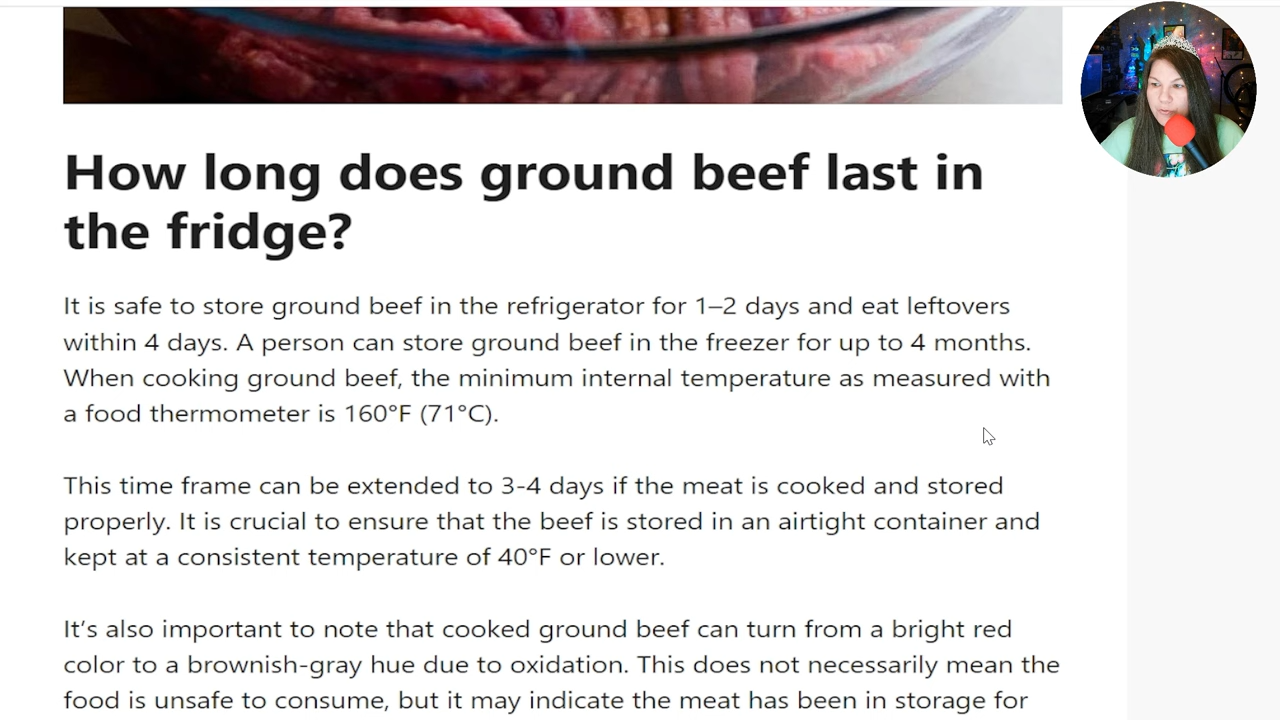 How long does ground beef last in
the fridge?
It is safe to store ground beef in the refrigerator for 1–2 days and eat leftovers
within 4 days. A person can store ground beef in the freezer for up to 4 months.
When cooking ground beef, the minimum internal temperature as measured with
a food thermometer is 160°F (71°C).
This time frame can be extended to 3-4 days if the meat is cooked and stored
properly. It is crucial to ensure that the beef is stored in an airtight container and
kept at a consistent temperature of 40°F or lower.
It’s also important to note that cooked ground beef can turn from a bright red
color to a brownish-gray hue due to oxidation. This does not necessarily mean the
food is unsafe to consume, but it may indicate the meat has been in storage for